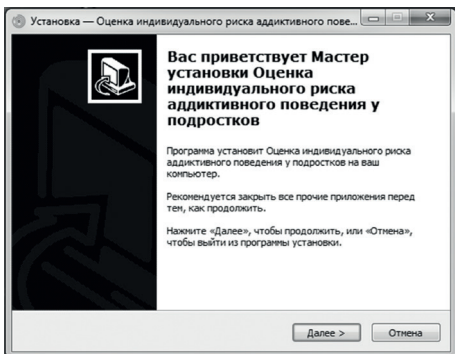 Установка — Оценка индивидуального риска аддиктивного пове...
Вас приветствует Мастер
установки Оценка
индивидуального риска
аддиктивного поведения у
подростков
Программа установит Оценка индивидуального риска
аддиктивного поведения у подростков на ваш
компьютер.
Рекомендуется закрыть все прочие приложения перед
тем, как продолжить.
Нажмите «Далее», чтобы продолжить, или «Отмена»,
чтобы выйти из программы установки.
Далее >
Отмена